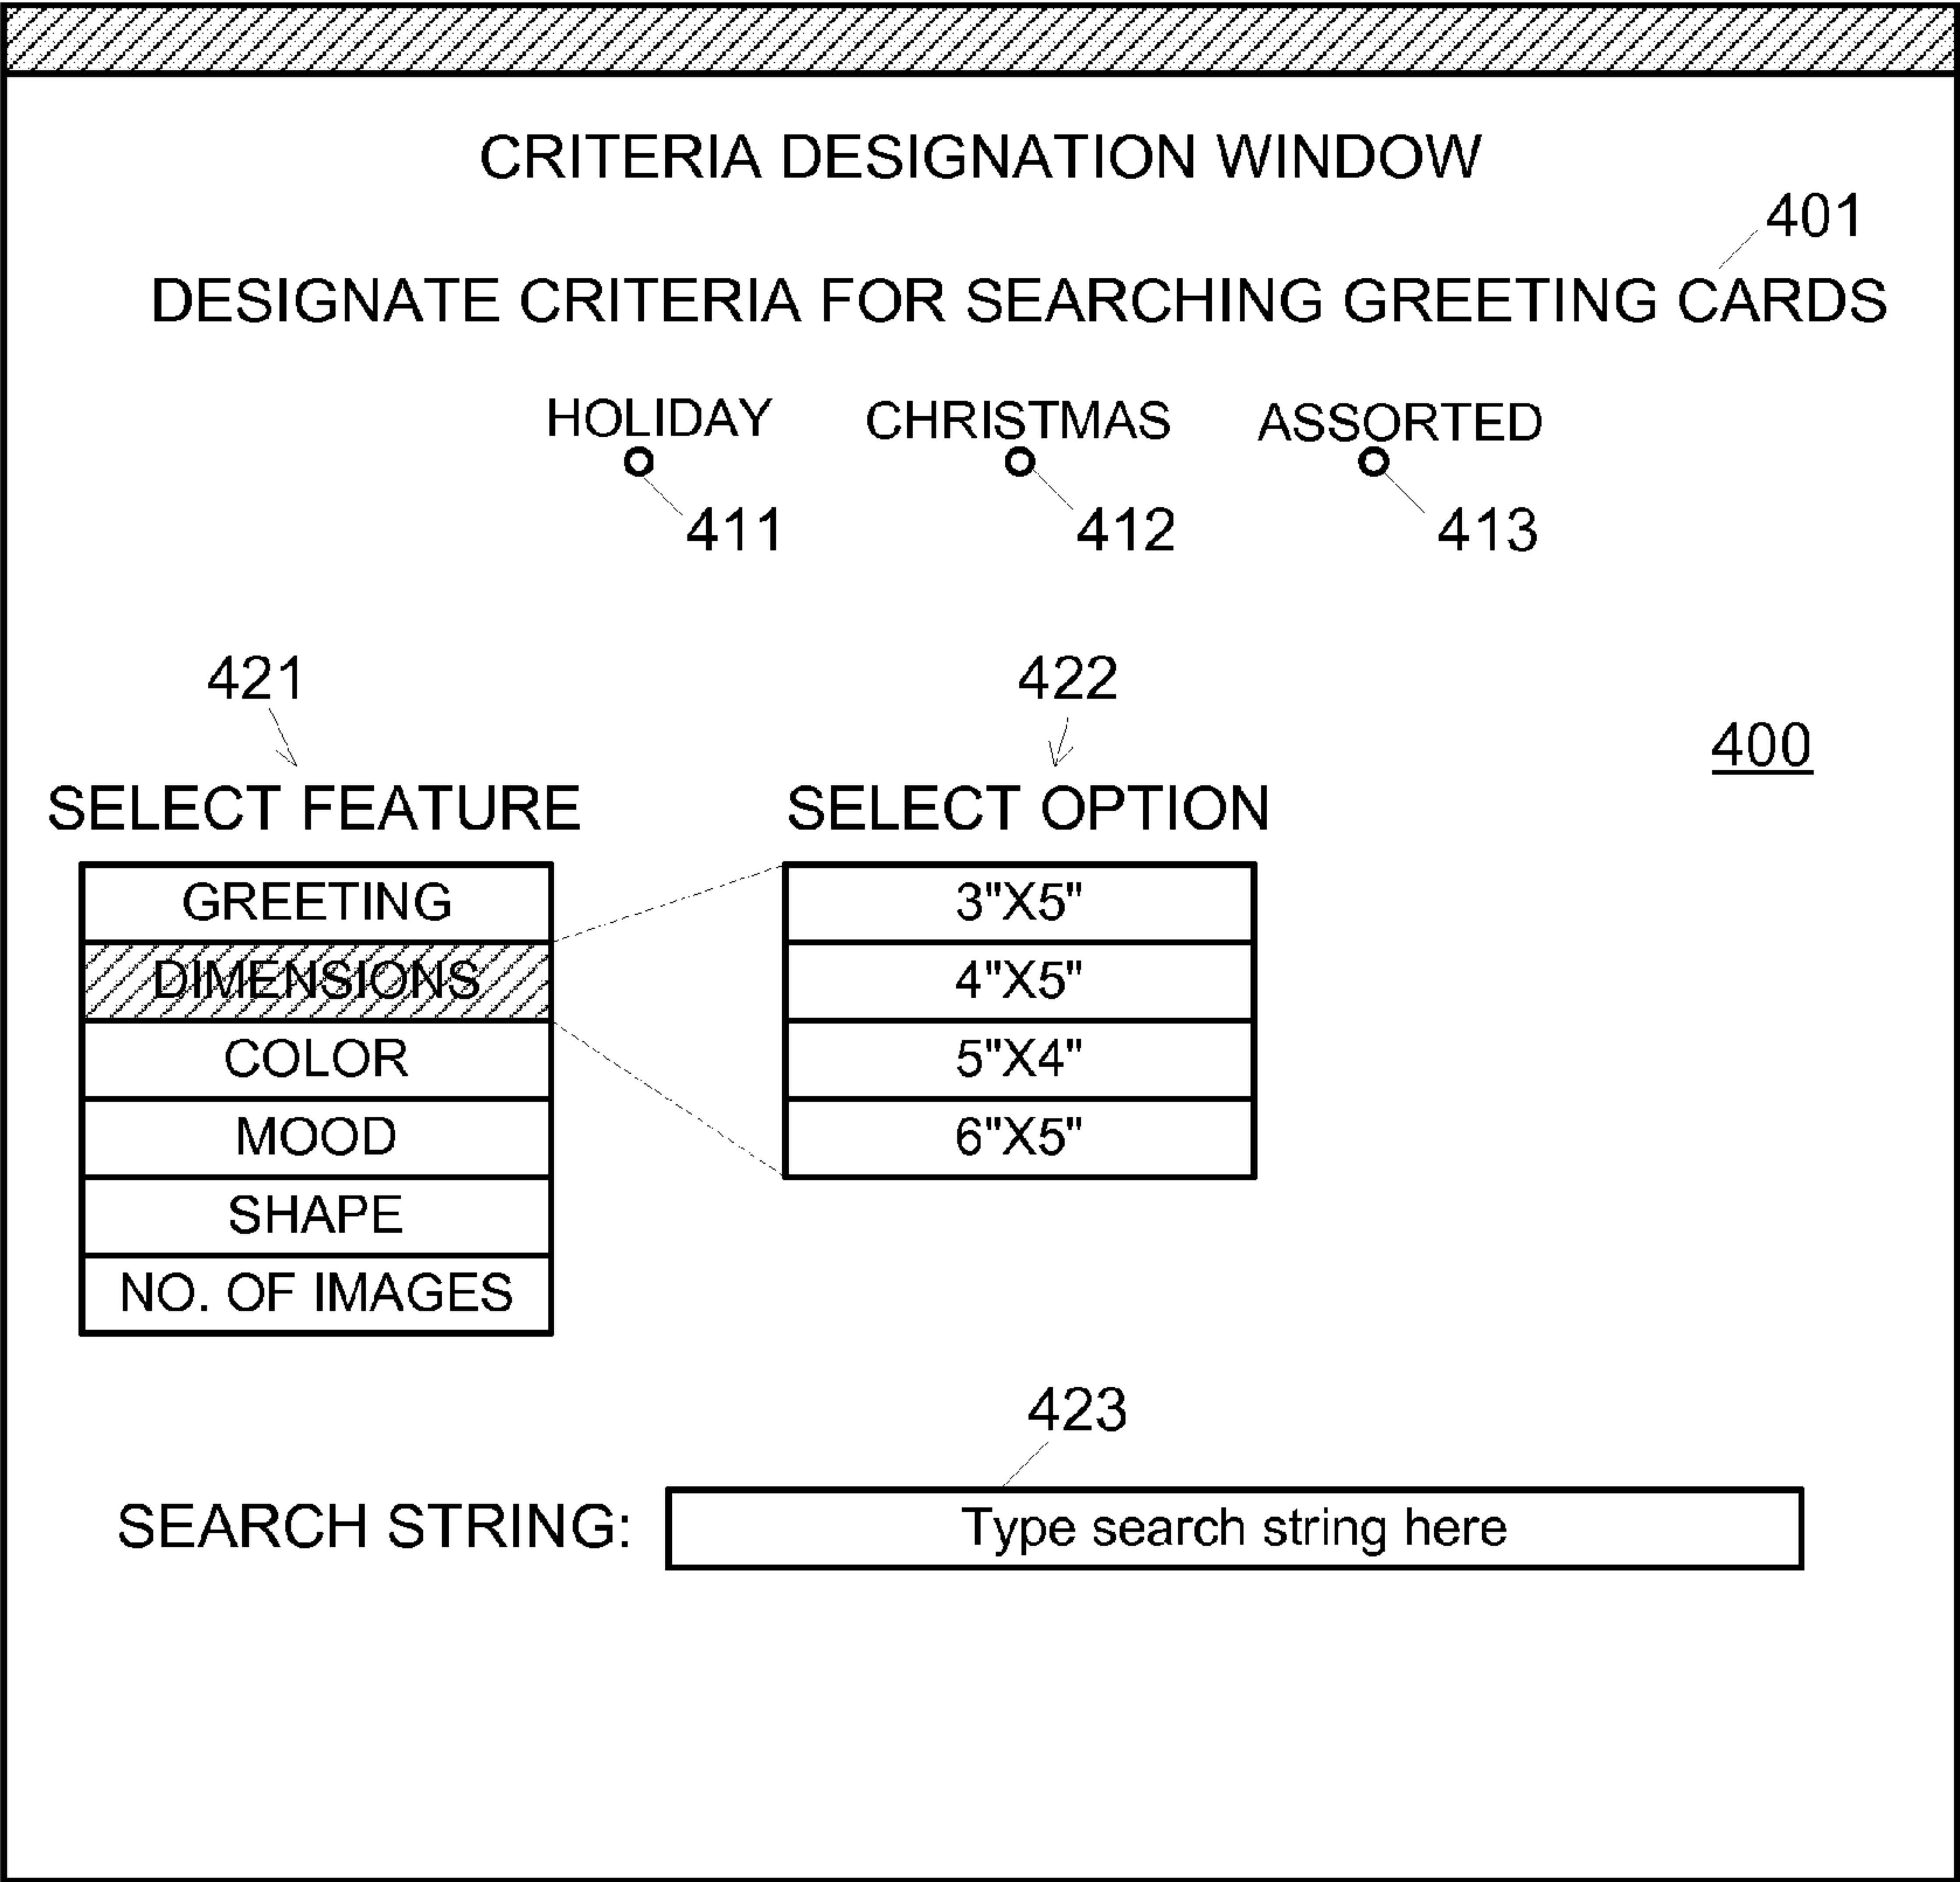 CRITERIA DESIGNATION WINDOW
401
DESIGNATE CRITERIA FOR SEARCHING GREETING CARDS
HOLIDAY CHRISTMAS ASSORTED
411 412 413
421 422
400
SELECT FEATURE SELECT OPTION
GREETING 3"X5"
DIMENSIONS 4"X5"
COLOR 5"X4"
MOOD 6"X5"
SHAPE
NO. OF IMAGES
423
SEARCH STRING: Type search string here